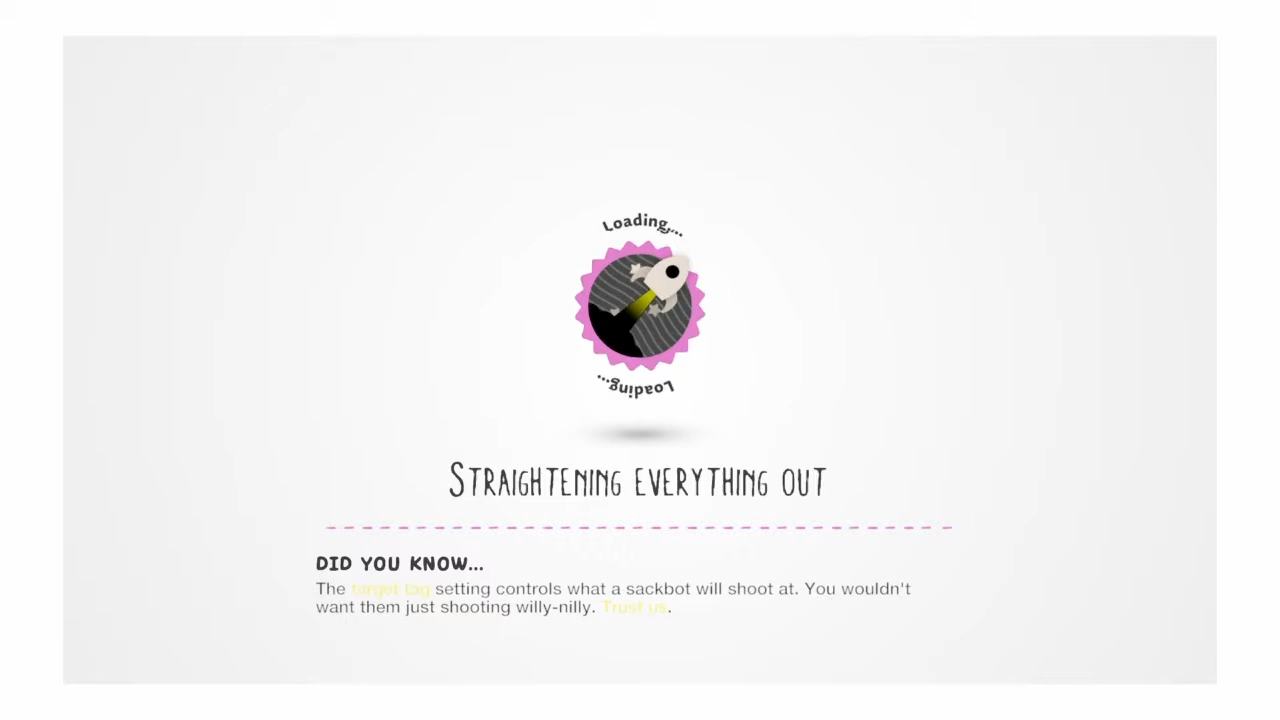 Loading...
Loading...
STRAIGHTENING EVERYTHING OUT
DID YOU KNOW...
The target tag setting controls what a sackbot will shoot at. You wouldn't
want them just shooting willy-nilly. Trust us.